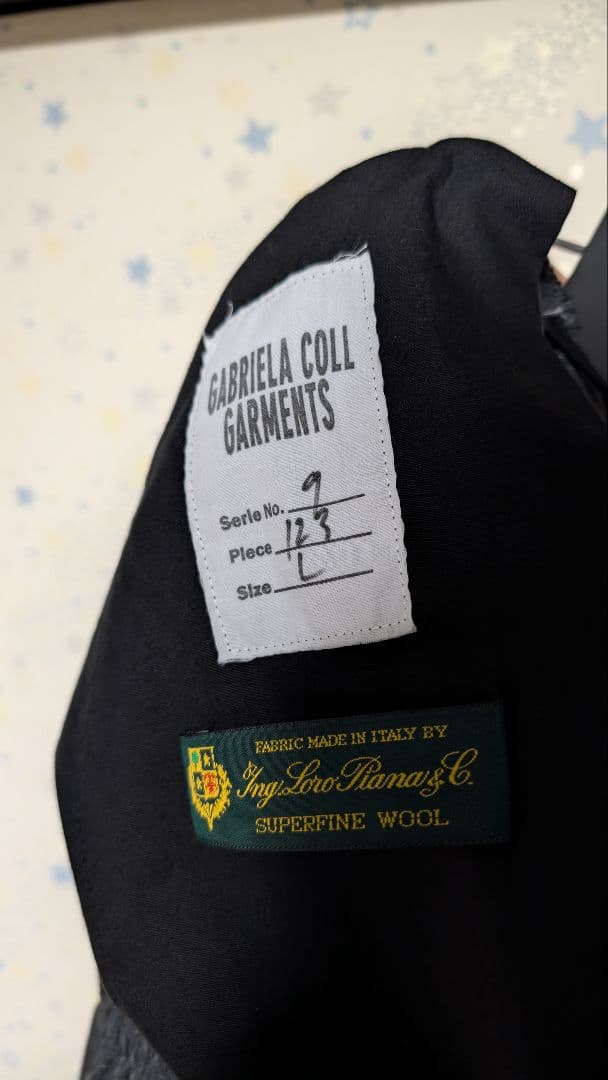 GABRIELA COLL
GARMENTS
Serie No. 9
Piece 123
Size L
FABRIC MADE IN ITALY BY
Ing. Loro Piana & C.
SUPERFINE WOOL